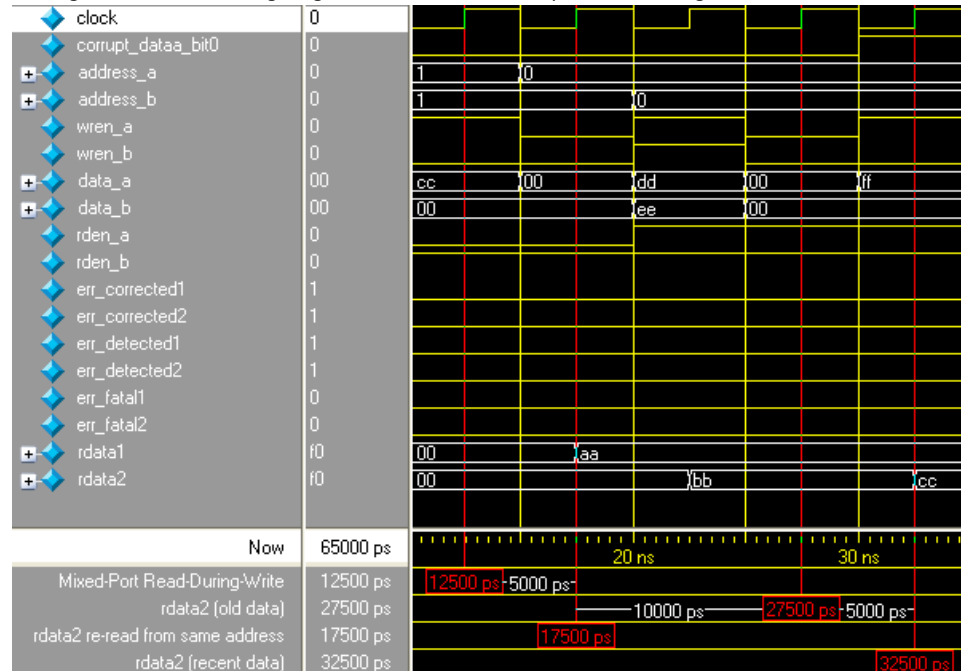 clock 0
corrupt_dataa_bit0 0
address_a 0 1 0
address_b 0 1 0
wren_a 0
wren_b 0
data_a 00 cc 00 dd 00 ff
data_b 00 00 ee 00
rden_a 0
rden_b 0
err_corrected1 1
err_corrected2 1
err_detected1 1
err_detected2 1
err_fatal1 0
err_fatal2 0
rdata1 f0 00 aa
rdata2 f0 00 bb cc
Now 65000 ps 20 ns 30 ns
Mixed-Port Read-During-Write 12500 ps 12500 ps 5000 ps
rdata2 (old data) 27500 ps 10000 ps 27500 ps 5000 ps
rdata2 re-read from same address 17500 ps 17500 ps
rdata2 (recent data) 32500 ps 32500 ps